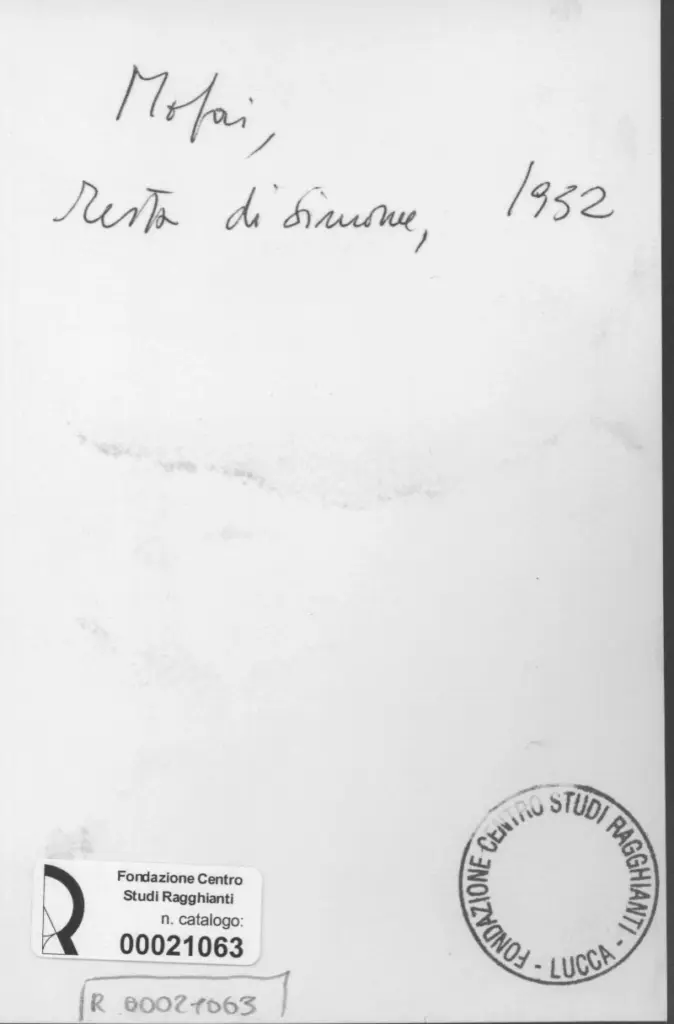 Mafai,
Testa di Simone, 1932
FONDAZIONE CENTRO STUDI RAGGHIANTI - LUCCA -
Fondazione Centro
Studi Ragghianti
n. catalogo:
00021063
R 00021063